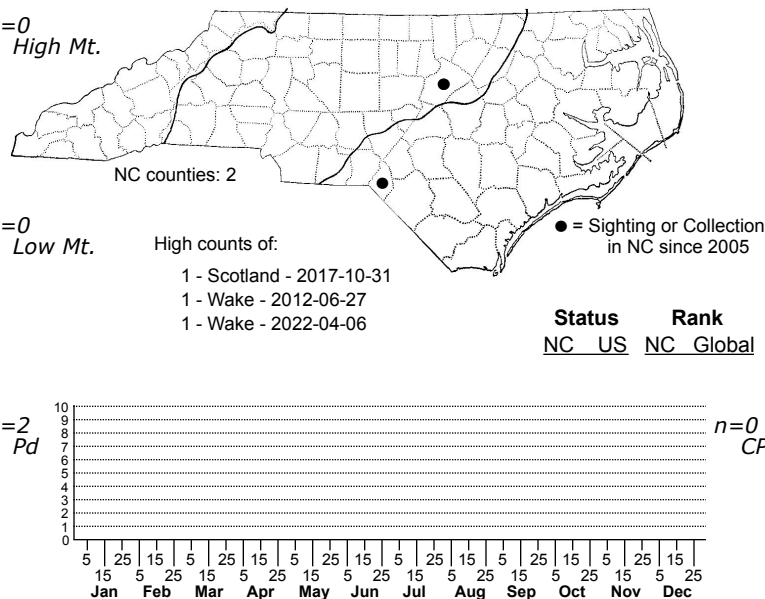 =0
High Mt.
NC counties: 2
=0
Low Mt.
High counts of:
1 - Scotland - 2017-10-31
1 - Wake - 2012-06-27
1 - Wake - 2022-04-06
● = Sighting or Collection
in NC since 2005
Status Rank
NC US NC Global
=2
Pd
n=0
CP
10
9
8
7
6
5
4
3
2
1
0
5 25 15 5 25 15 5 25 15 5 25 15 5 25 15 5 25 15
15 5 25 15 5 25 15 5 25 15 5 25 15 5 25 15 5 25
Jan Feb Mar Apr May Jun Jul Aug Sep Oct Nov Dec